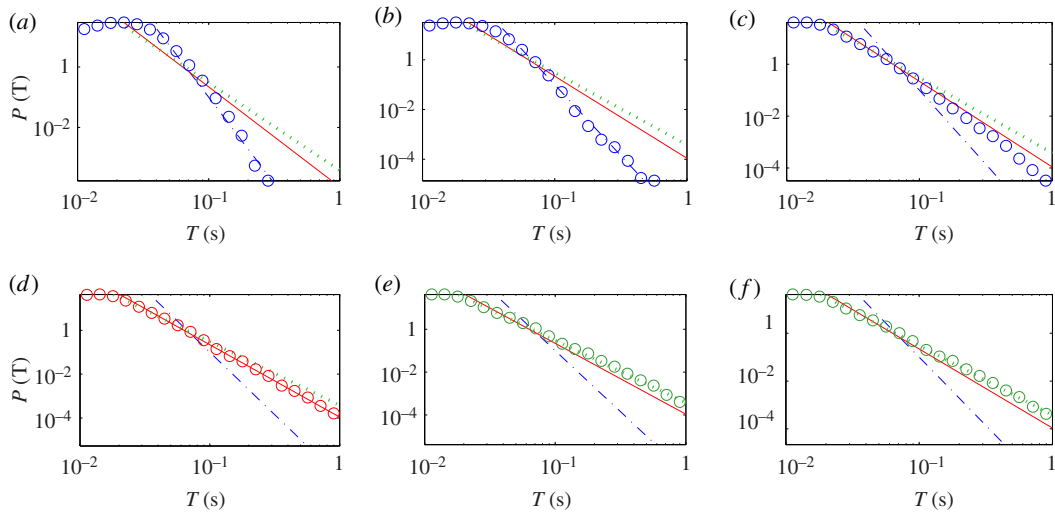 (a)
(b)
(c)
P (T)
1
10⁻²
10⁻² 10⁻¹ 1
T (s)
1
10⁻²
10⁻⁴
10⁻² 10⁻¹ 1
T (s)
1
10⁻²
10⁻⁴
10⁻² 10⁻¹ 1
T (s)
(d)
(e)
(f)
P (T)
1
10⁻²
10⁻⁴
10⁻² 10⁻¹ 1
T (s)
1
10⁻²
10⁻⁴
10⁻² 10⁻¹ 1
T (s)
1
10⁻²
10⁻⁴
10⁻² 10⁻¹ 1
T (s)